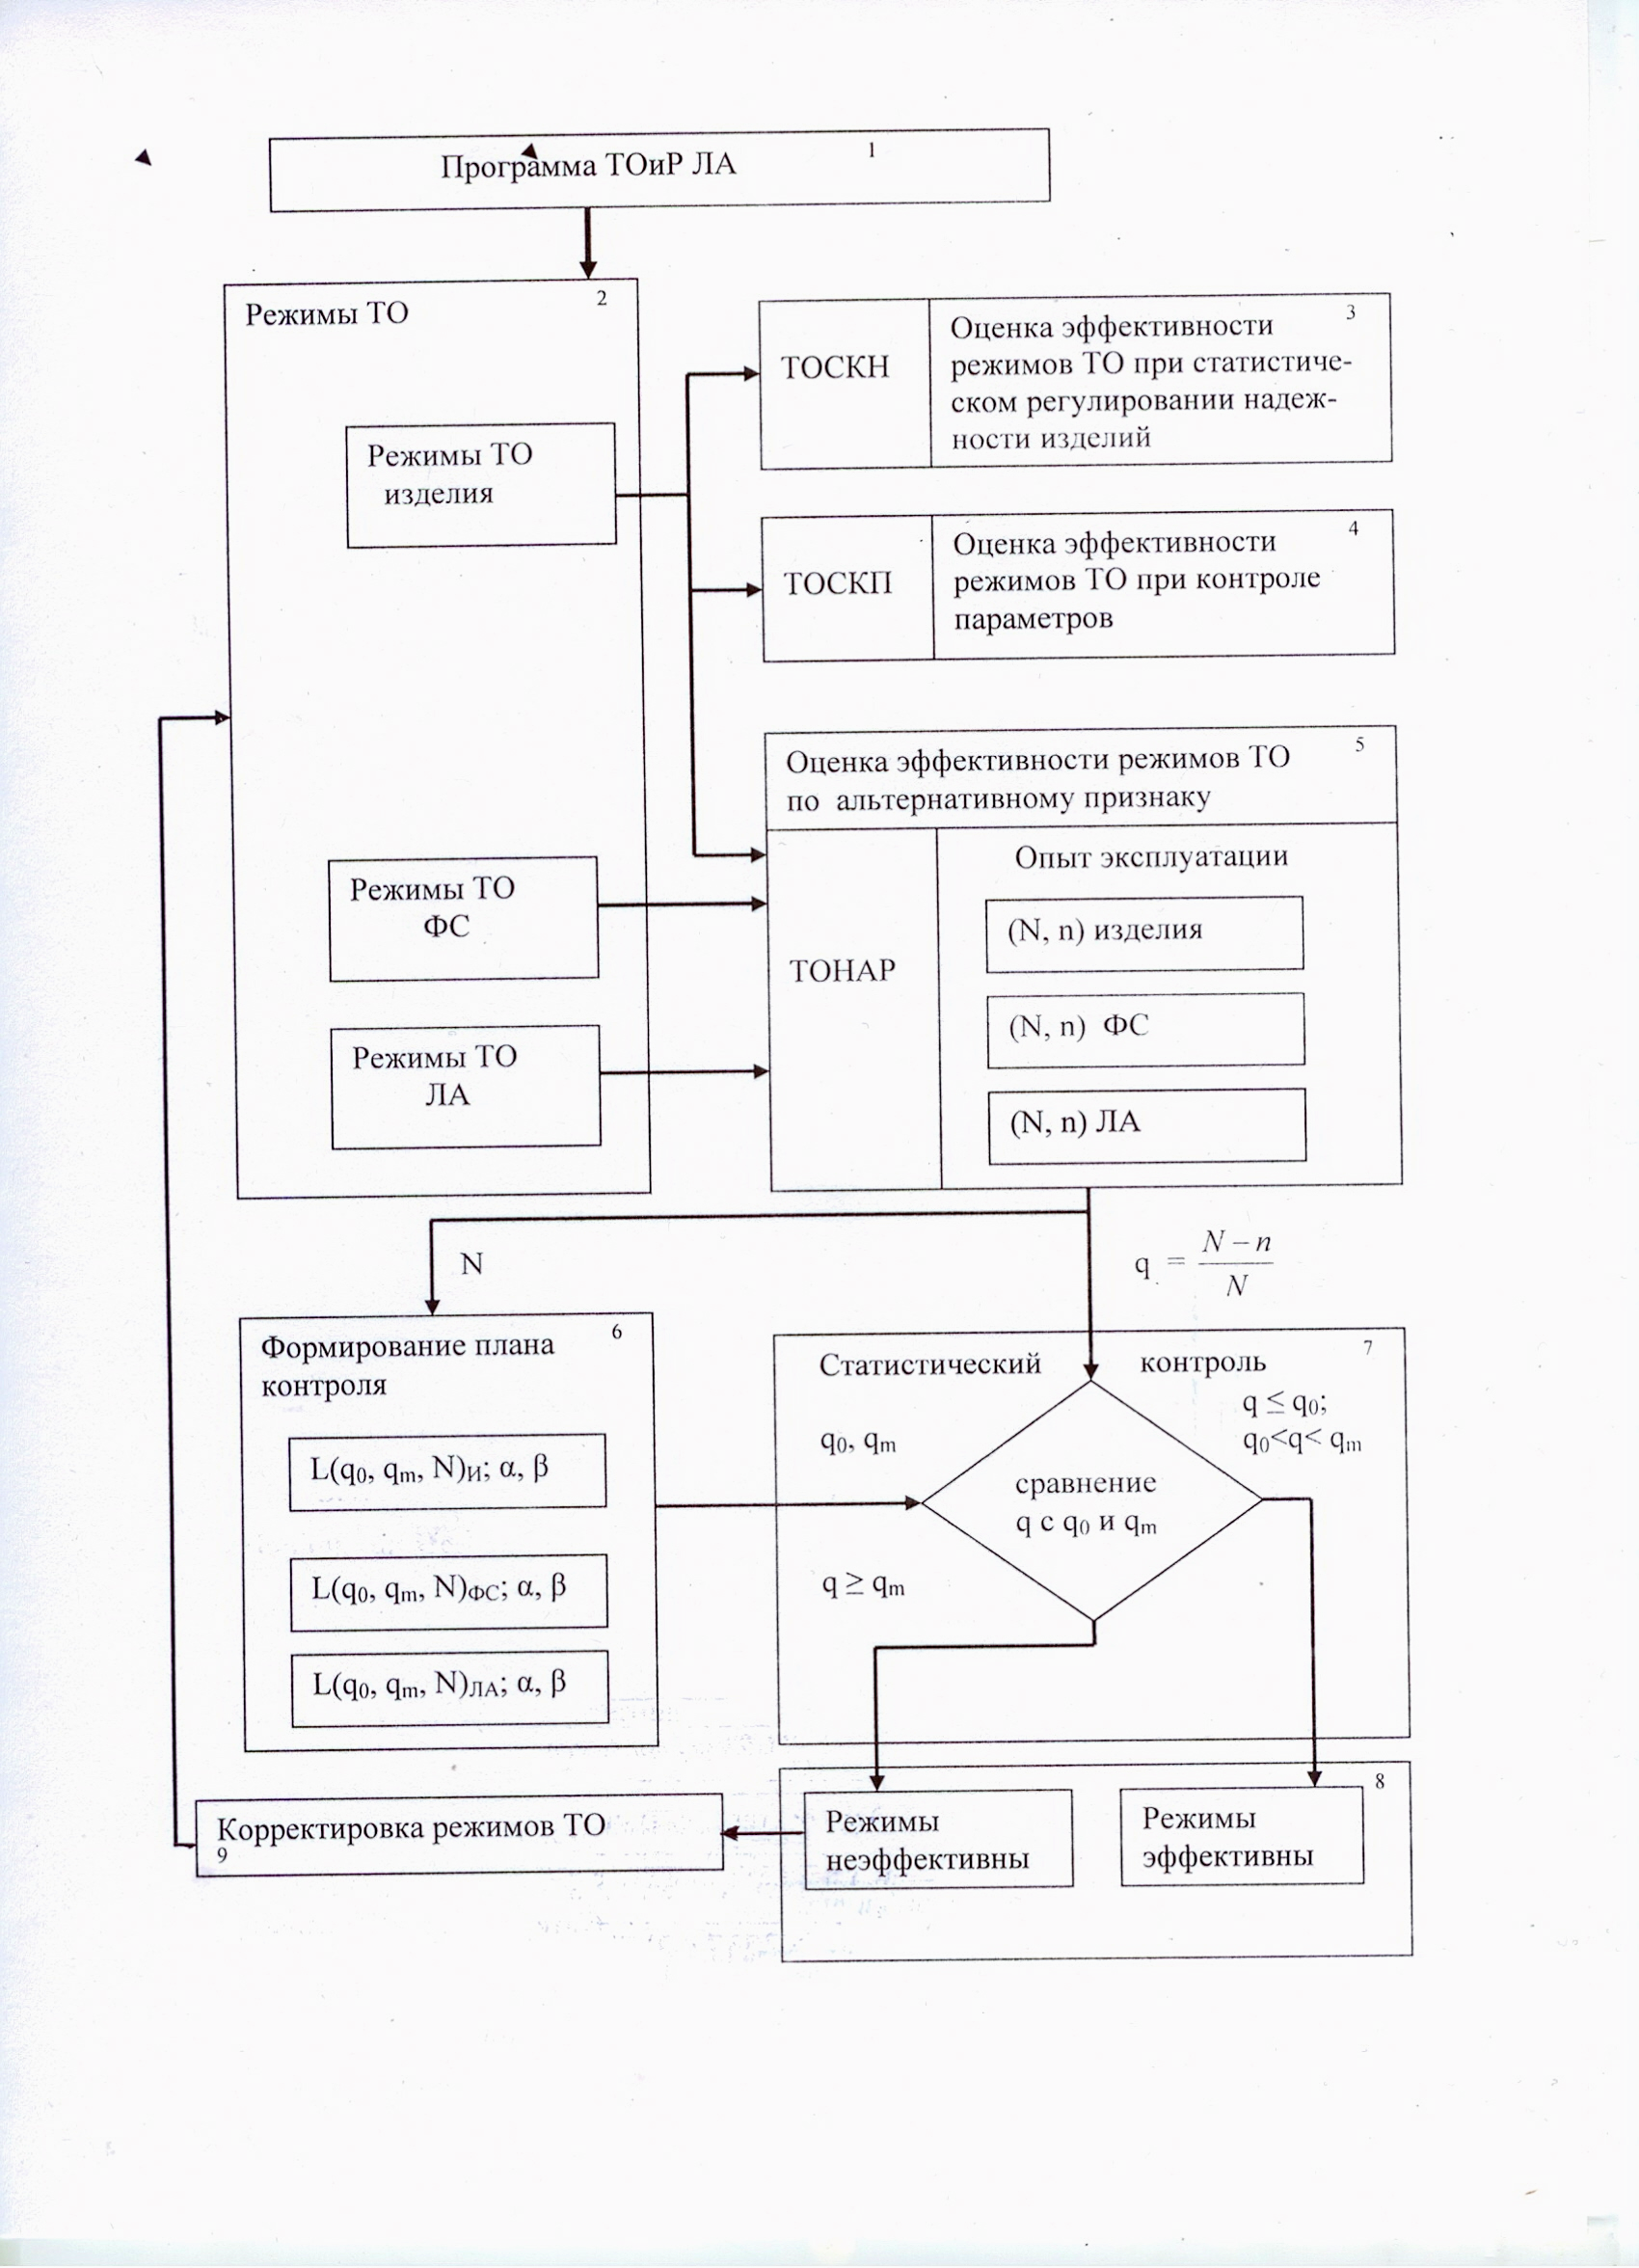 Программа ТОиР ЛА
1
Режимы ТО
2
Режимы ТО
изделия
Режимы ТО
ФС
Режимы ТО
ЛА
ТОСКН
Оценка эффективности
3
режимов ТО при статистиче-
ском регулировании надеж-
ности изделий
ТОСКП
Оценка эффективности
4
режимов ТО при контроле
параметров
Оценка эффективности режимов ТО
5
по альтернативному признаку
ТОНАР
Опыт эксплуатации
(N, n) изделия
(N, n) ФС
(N, n) ЛА
N
q = \frac{N – n}{N}
Формирование плана
6
контроля
L(q₀, qₘ, N)И; α, β
L(q₀, qₘ, N)ФС; α, β
L(q₀, qₘ, N)ЛА; α, β
Статистический контроль
7
q₀, qₘ
q ≤ q₀;
q₀<q< qₘ
сравнение
q с q₀ и qₘ
q ≥ qₘ
8
Режимы
неэффективны
Режимы
эффективны
Корректировка режимов ТО
9